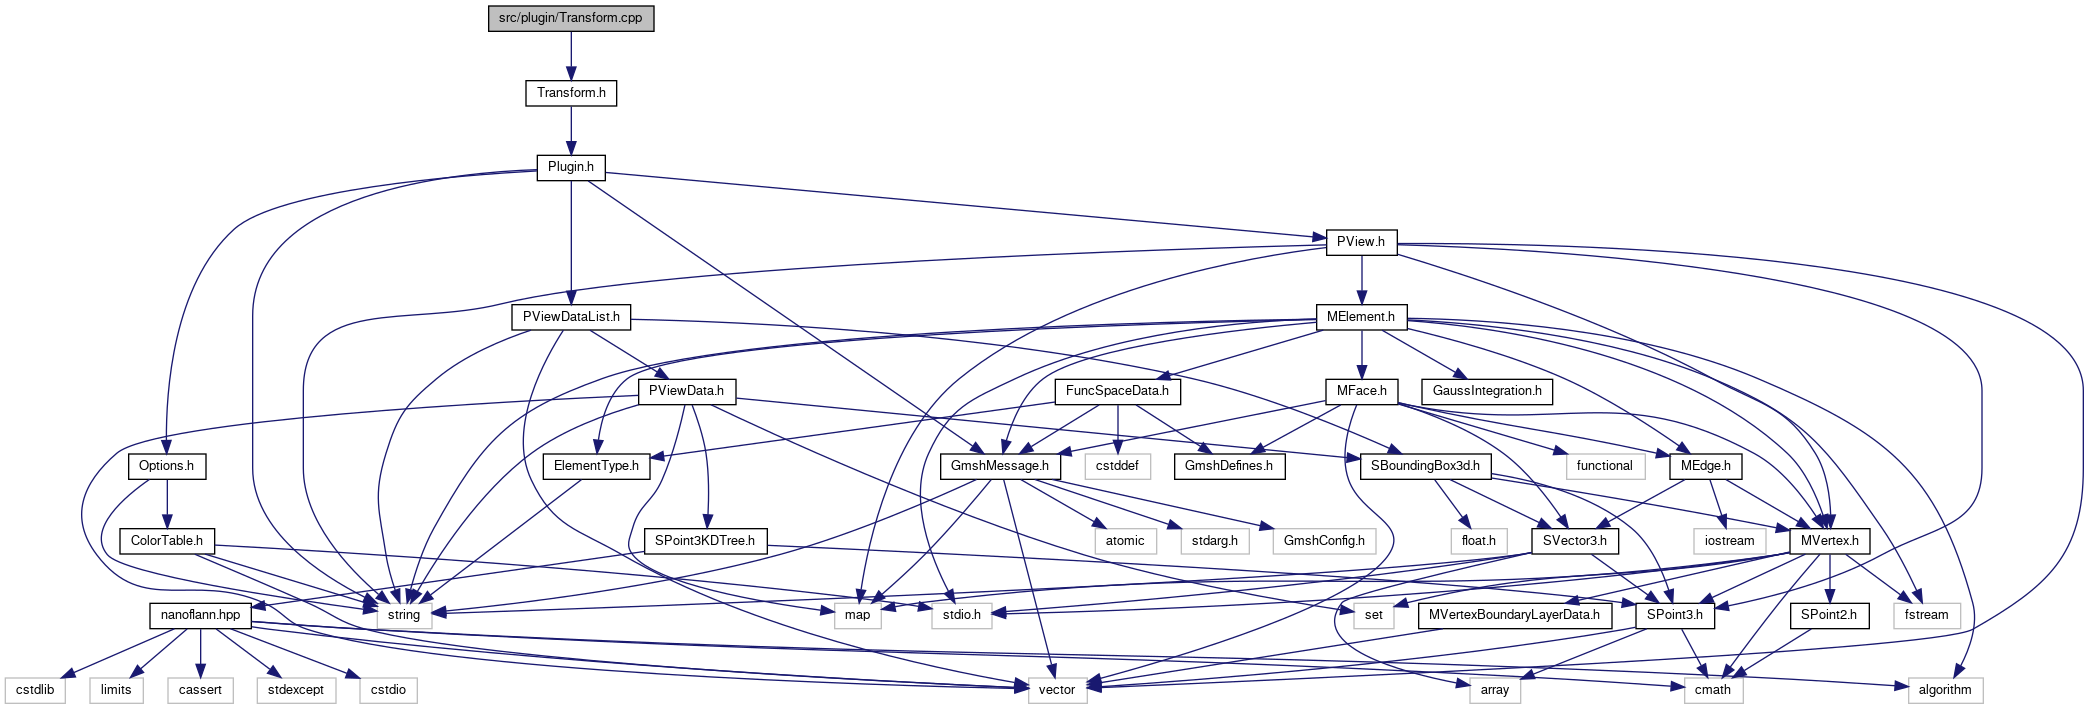 src/plugin/Transform.cpp
Transform.h
Plugin.h
PView.h
PViewDataList.h
MElement.h
PViewData.h
FuncSpaceData.h
MFace.h
GaussIntegration.h
Options.h
ElementType.h
GmshMessage.h
cstddef
GmshDefines.h
SBoundingBox3d.h
functional
MEdge.h
ColorTable.h
SPoint3KDTree.h
atomic
stdarg.h
GmshConfig.h
float.h
SVector3.h
iostream
MVertex.h
nanoflann.hpp
string
map
stdio.h
set
MVertexBoundaryLayerData.h
SPoint3.h
SPoint2.h
fstream
cstdlib
limits
cassert
stdexcept
cstdio
vector
array
cmath
algorithm